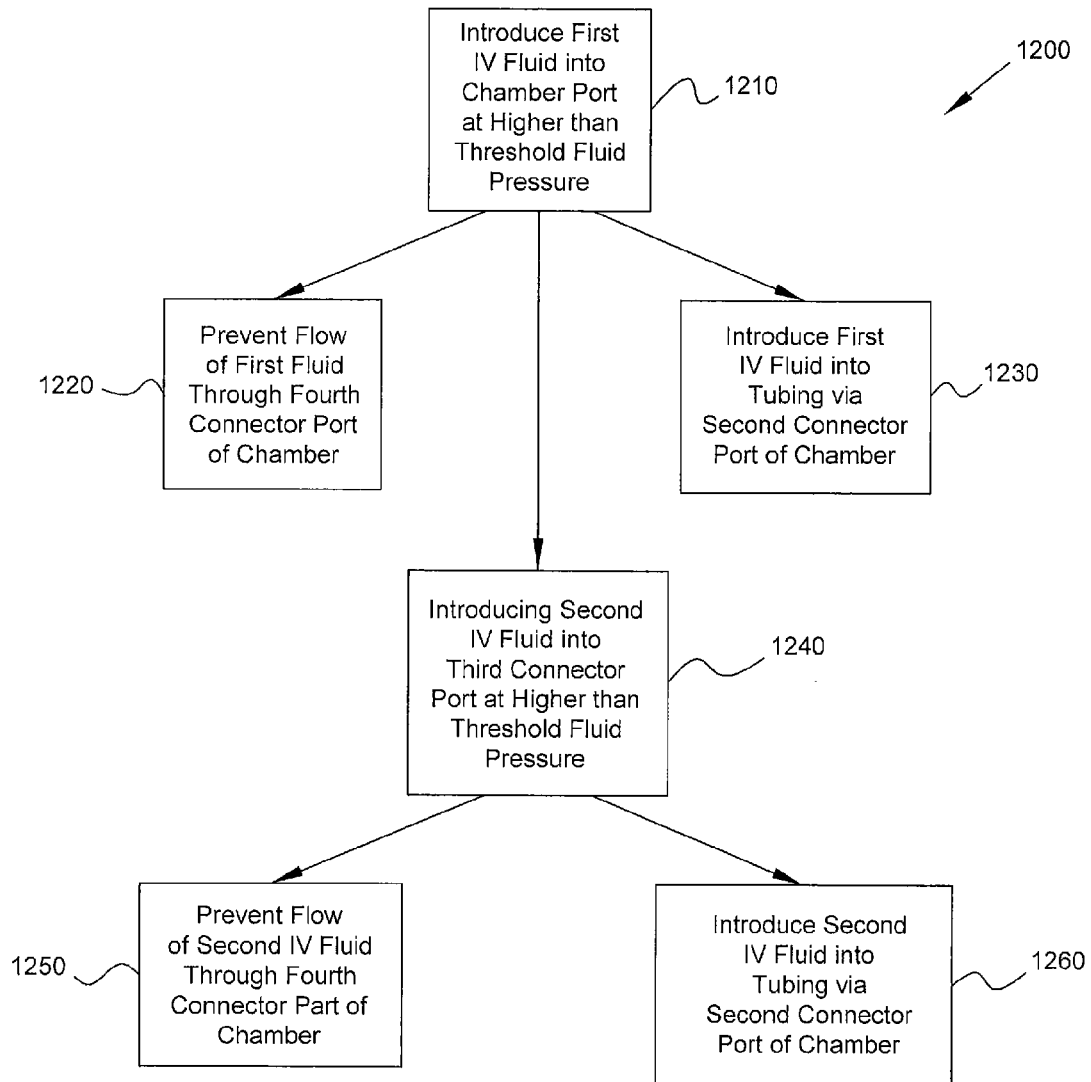 Introduce First
IV Fluid into
Chamber Port
at Higher than
Threshold Fluid
Pressure
1210
1200
Prevent Flow
of First Fluid
Through Fourth
Connector Port
of Chamber
1220
Introduce First
IV Fluid into
Tubing via
Second Connector
Port of Chamber
1230
Introducing Second
IV Fluid into
Third Connector
Port at Higher than
Threshold Fluid
Pressure
1240
Prevent Flow
of Second IV Fluid
Through Fourth
Connector Part of
Chamber
1250
Introduce Second
IV Fluid into
Tubing via
Second Connector
Port of Chamber
1260